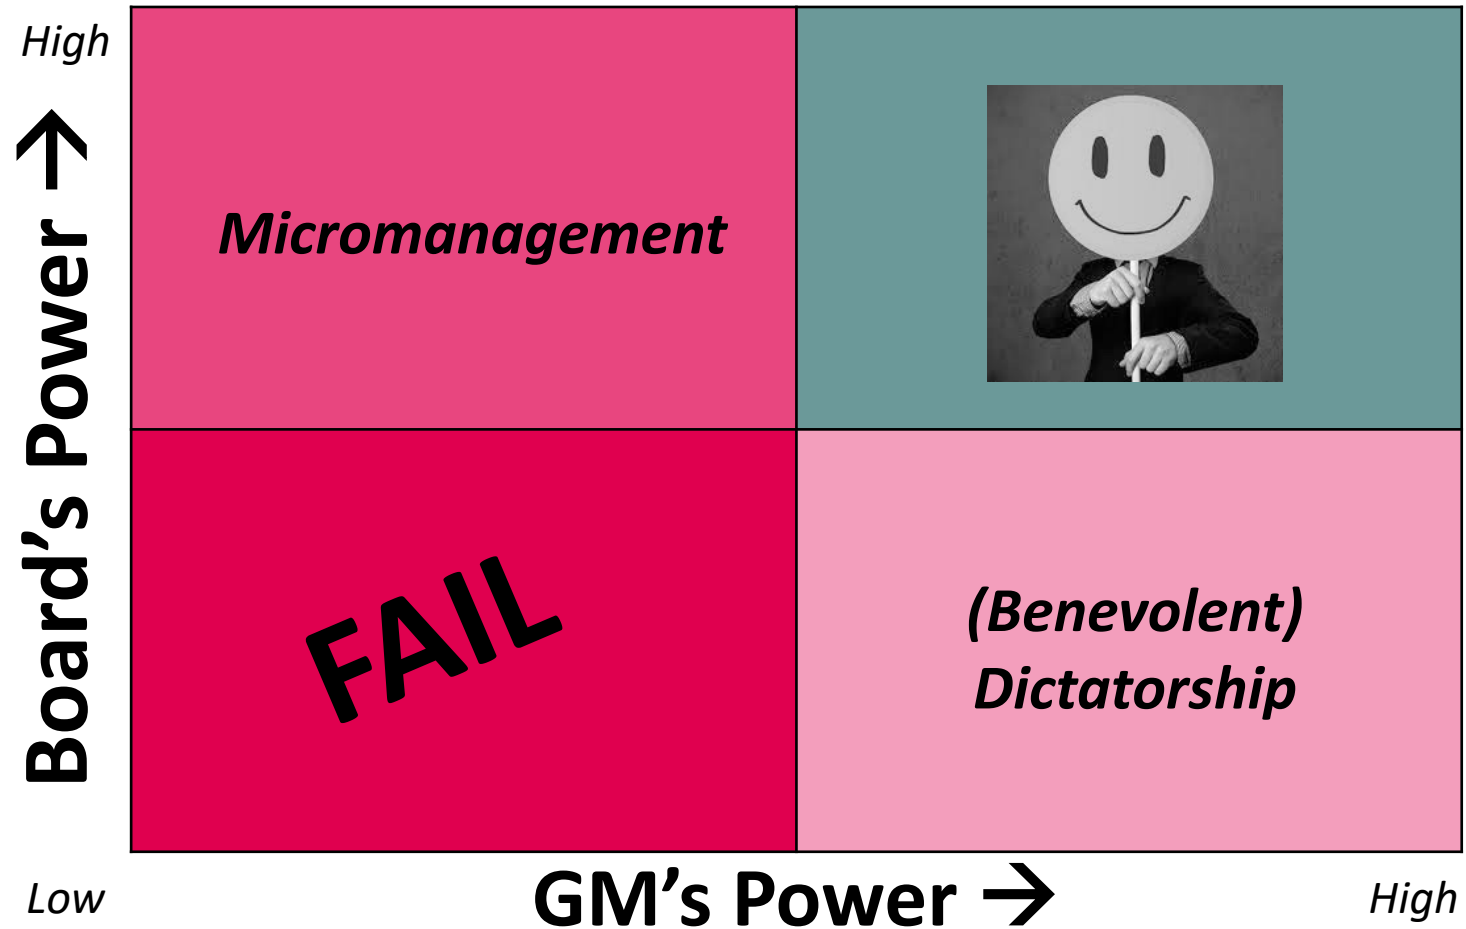 High
Board's Power →
Micromanagement
FAIL
(Benevolent)
Dictatorship
Low
GM's Power →
High